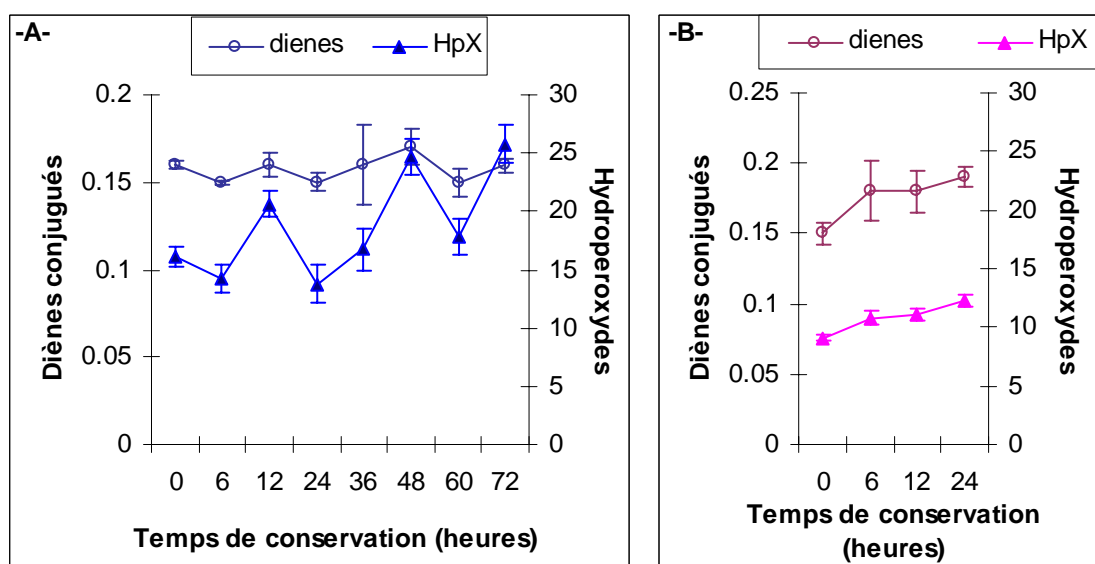 -A-
dienes HpX
0.2
0.15
0.1
0.05
0
Diènes conjugués
30
25
20
15
10
5
0
Hydroperoxydes
0 6 12 24 36 48 60 72
Temps de conservation (heures)
-B-
dienes HpX
0.25
0.2
0.15
0.1
0.05
0
Diènes conjugués
30
25
20
15
10
5
0
Hydroperoxydes
0 6 12 24
Temps de conservation
(heures)